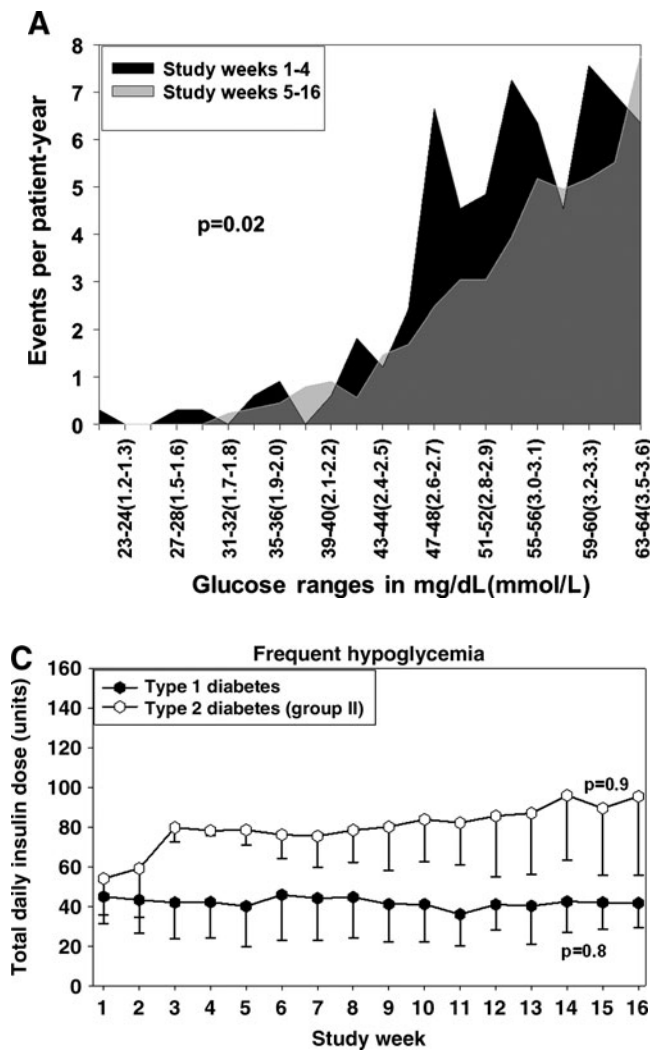 A
8
7
6
5
4
3
2
1
0
Events per patient-year
Study weeks 1-4
Study weeks 5-16
p=0.02
23-24(1.2-1.3)
27-28(1.5-1.6)
31-32(1.7-1.8)
35-36(1.9-2.0)
39-40(2.1-2.2)
43-44(2.4-2.5)
47-48(2.6-2.7)
51-52(2.8-2.9)
55-56(3.0-3.1)
59-60(3.2-3.3)
63-64(3.5-3.6)
Glucose ranges in mg/dL(mmol/L)
C
Frequent hypoglycemia
160
140
120
100
80
60
40
20
0
Total daily insulin dose (units)
Type 1 diabetes
Type 2 diabetes (group II)
p=0.9
p=0.8
1 2 3 4 5 6 7 8 9 10 11 12 13 14 15 16
Study week